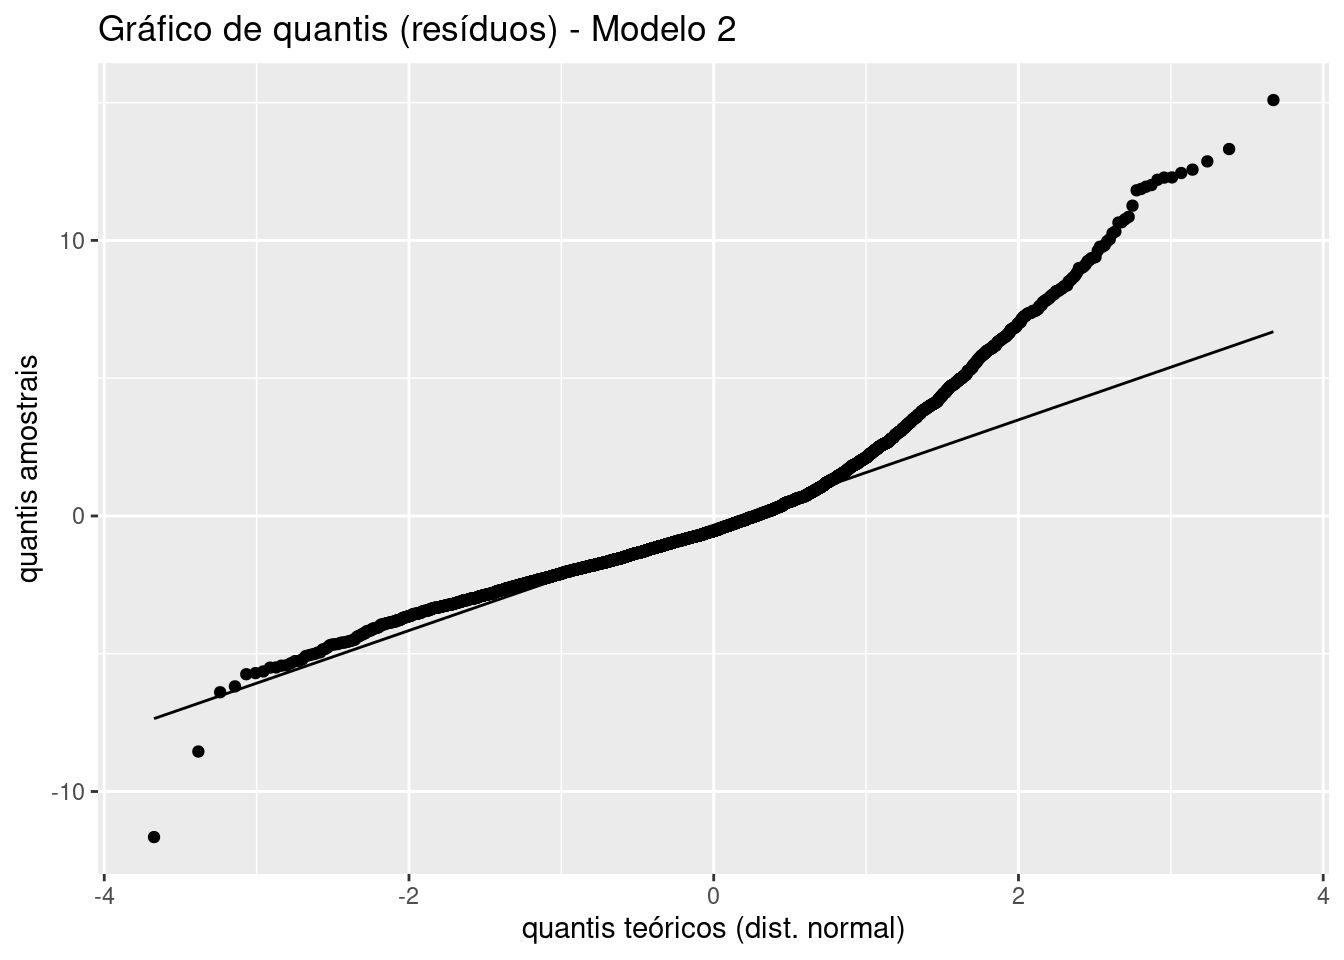 Gráfico de quantis (resíduos) - Modelo 2
quantis amostrais
10
0
-10
-4
-2
0
2
4
quantis teóricos (dist. normal)